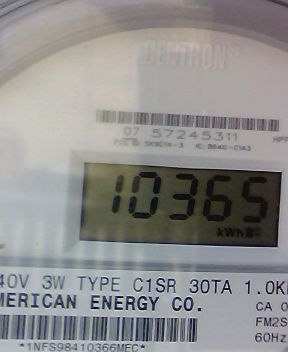 CENTRON
07 57245311
10365
kWh
40V 3W TYPE C1SR 30TA 1.0K
MERICAN ENERGY CO.
CA 0
FM2S
60Hz
*1NFS98410366MEC*